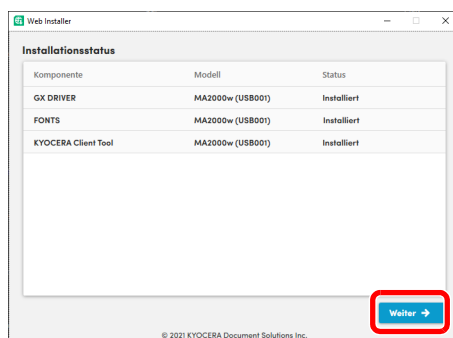 Web Installer
Installationsstatus
Komponente Modell Status
GX DRIVER MA2000w (USB001) Installiert
FONTS MA2000w (USB001) Installiert
KYOCERA Client Tool MA2000w (USB001) Installiert
Weiter →
© 2021 KYOCERA Document Solutions Inc.